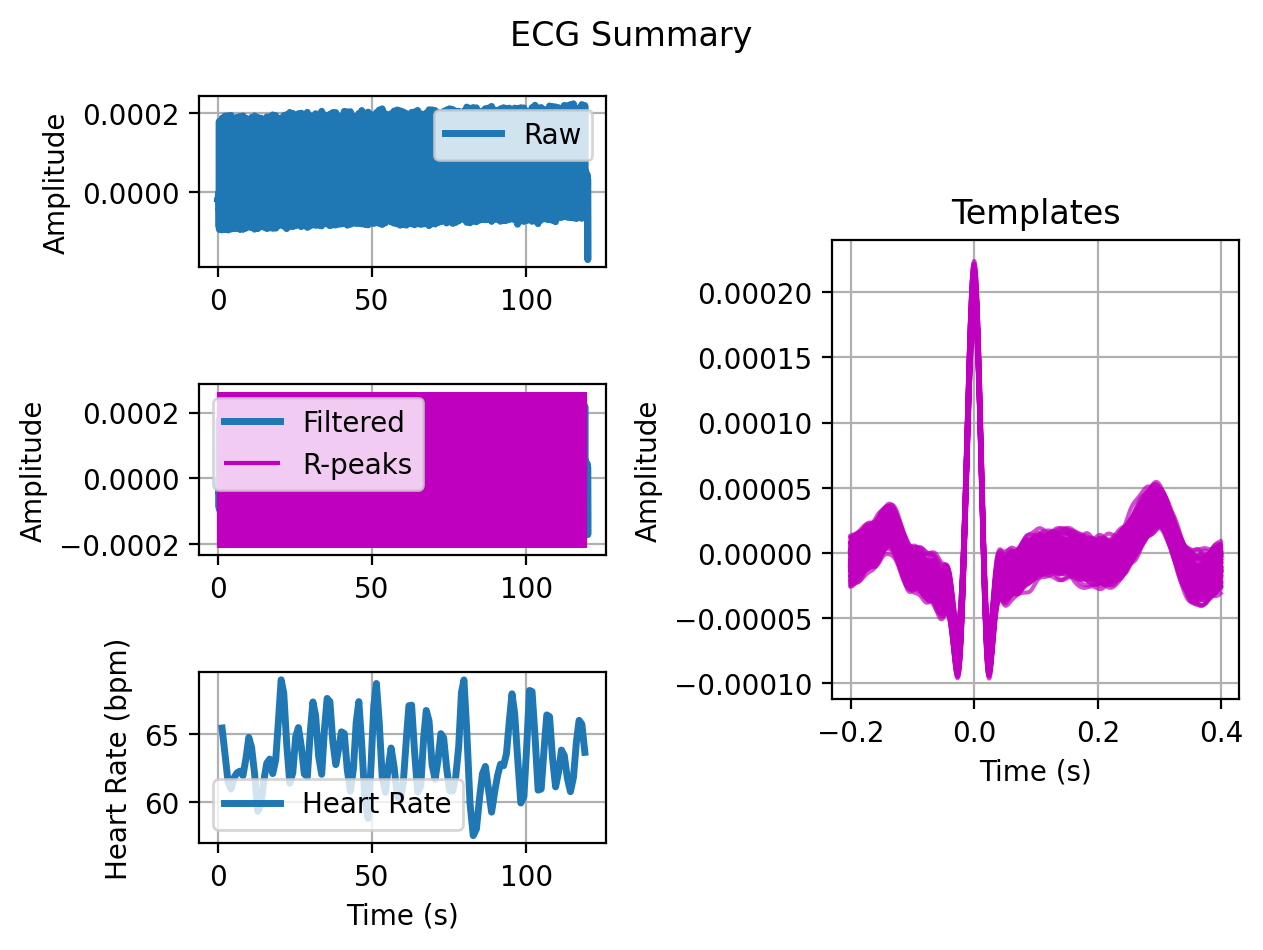 ECG Summary
Amplitude
0.0002
0.0000
Raw
0 50 100
Amplitude
0.0002
0.0000
−0.0002
Filtered
R-peaks
0 50 100
Heart Rate (bpm)
65
60
Heart Rate
0 50 100
Time (s)
Templates
Amplitude
0.00020
0.00015
0.00010
0.00005
0.00000
−0.00005
−0.00010
−0.2 0.0 0.2 0.4
Time (s)